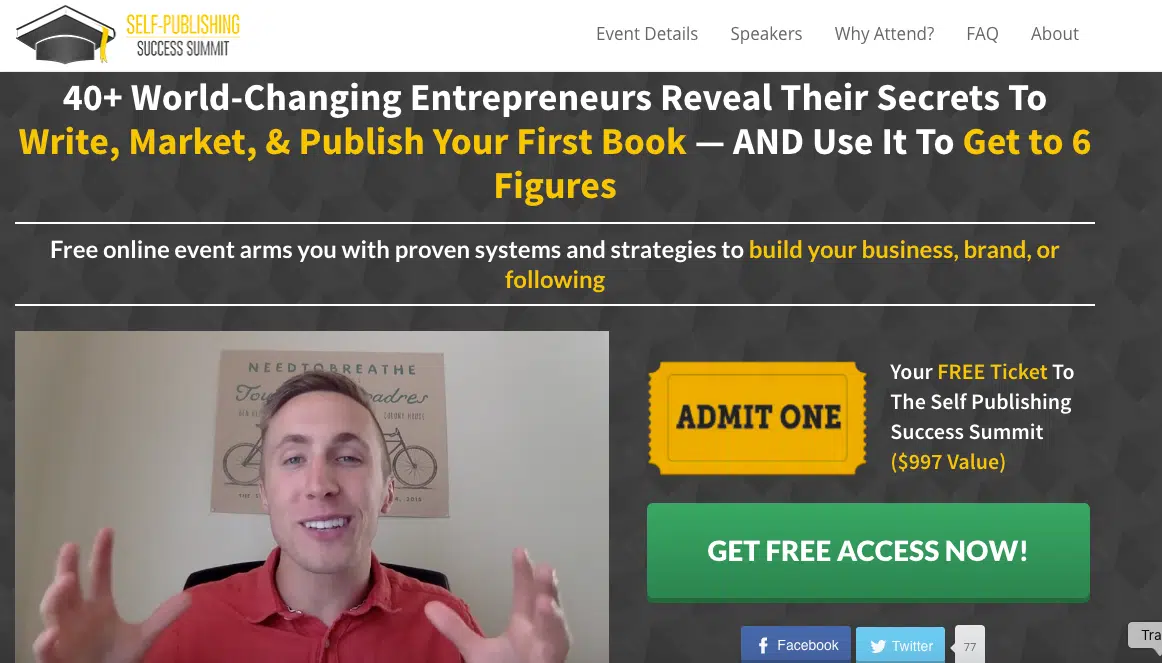 SELF-PUBLISHING
SUCCESS SUMMIT
Event Details
Speakers
Why Attend?
FAQ
About
40+ World-Changing Entrepreneurs Reveal Their Secrets To
Write, Market, & Publish Your First Book — AND Use It To Get to 6
Figures
Free online event arms you with proven systems and strategies to build your business, brand, or
following
NEEDTOBREATHE
ADMIT ONE
Your FREE Ticket To
The Self Publishing
Success Summit
($997 Value)
GET FREE ACCESS NOW!
Facebook
Twitter
77
Tra